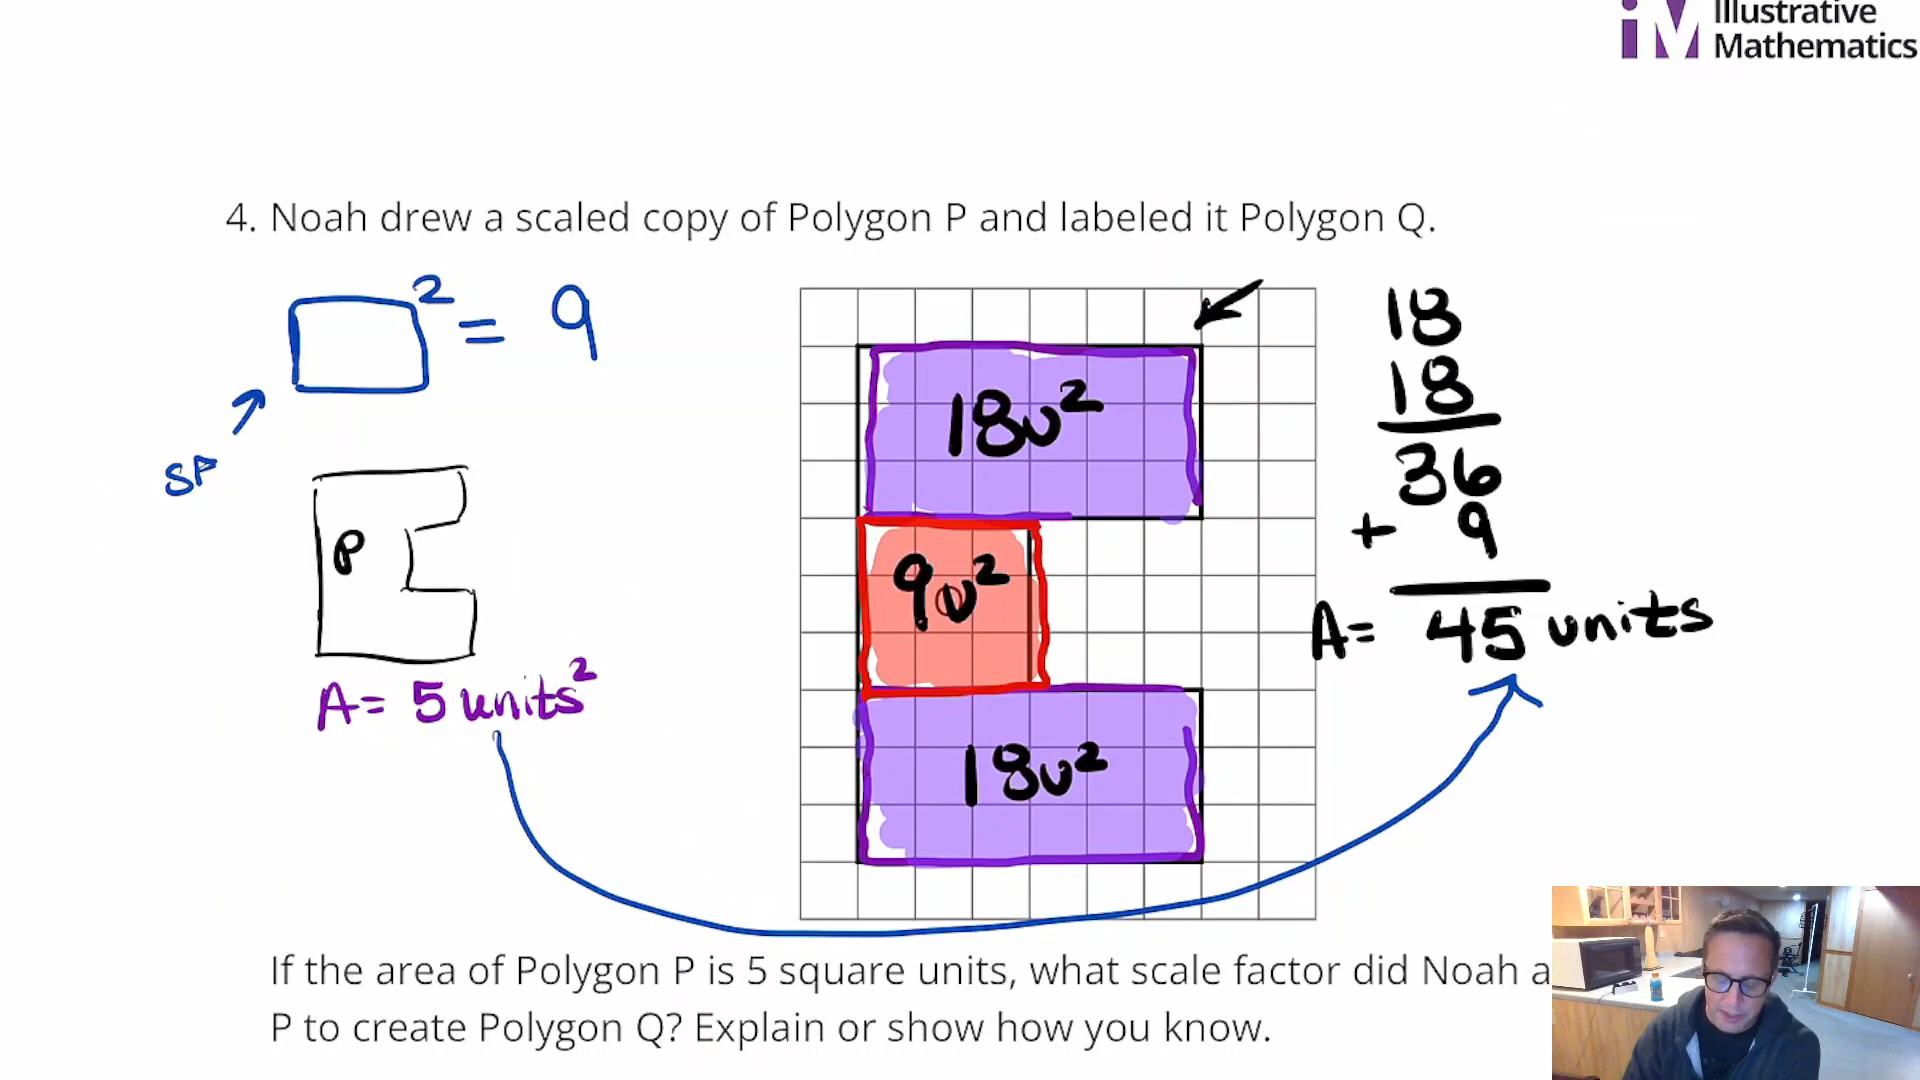 Illustrative
Mathematics
4. Noah drew a scaled copy of Polygon P and labeled it Polygon Q.
□² = 9
SF
P
A= 5 units²
18u²
9u²
18u²
18
18
36
+ 9
A= 45 units
If the area of Polygon P is 5 square units, what scale factor did Noah a
P to create Polygon Q? Explain or show how you know.